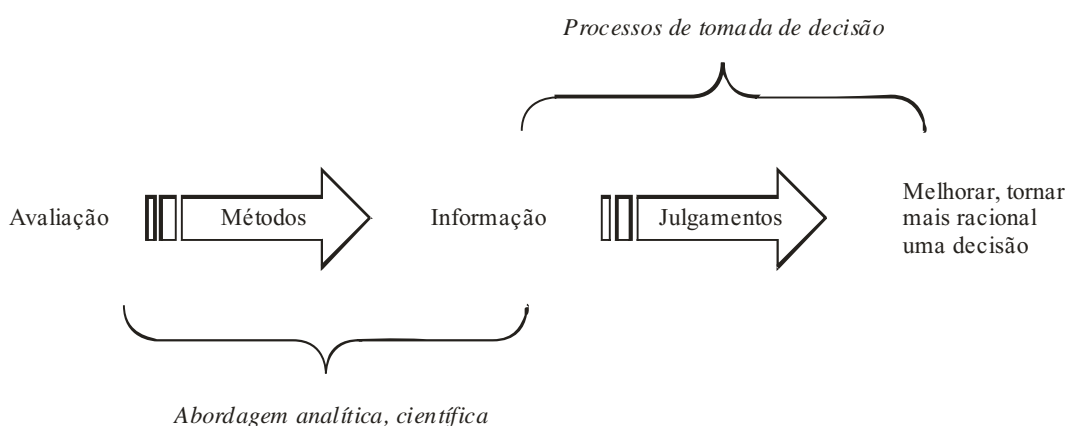 Processos de tomada de decisão
Avaliação
Métodos
Informação
Julgamentos
Melhorar, tornar
mais racional
uma decisão
Abordagem analítica, científica